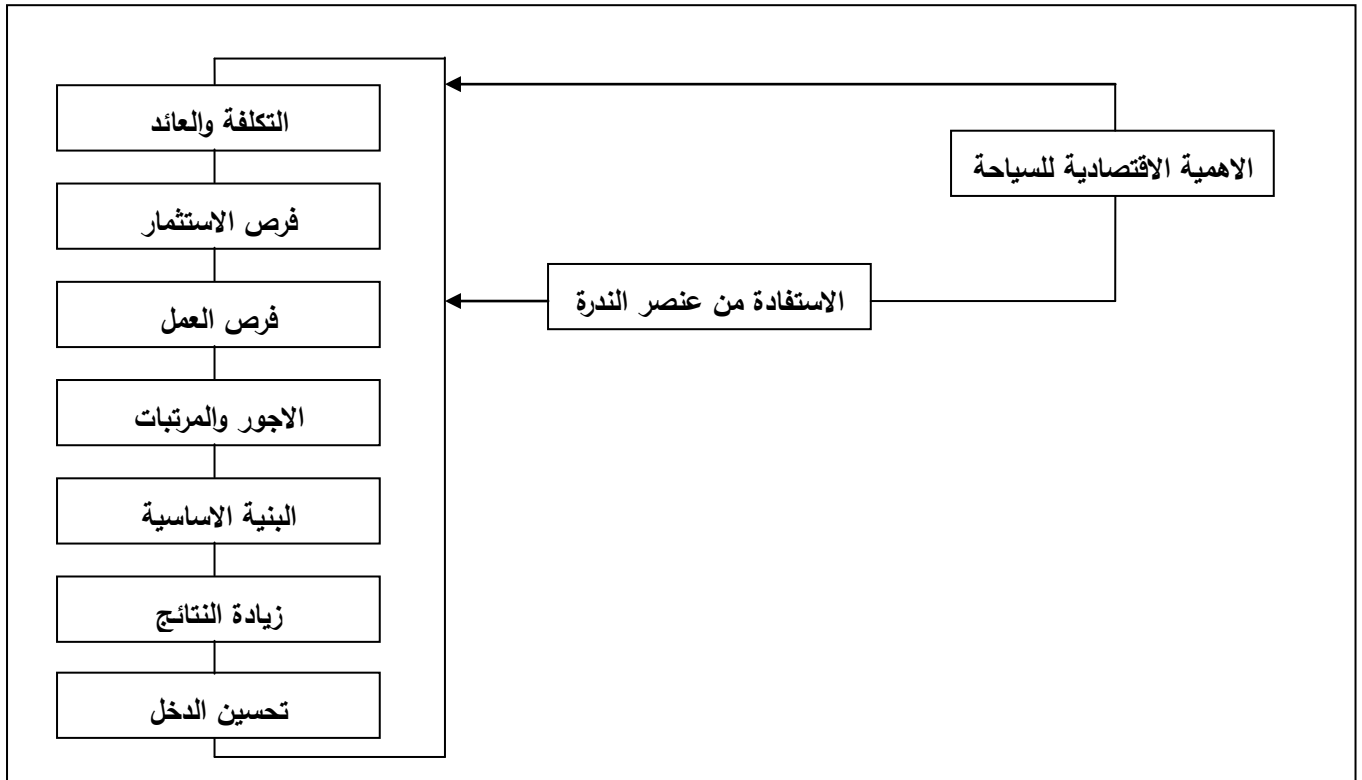 الاهمية الاقتصادية للسياحة
الاستفادة من عنصر الندرة
التكلفة والعائد
فرص الاستثمار
فرص العمل
الاجور والمرتبات
البنية الاساسية
زيادة النتائج
تحسين الدخل